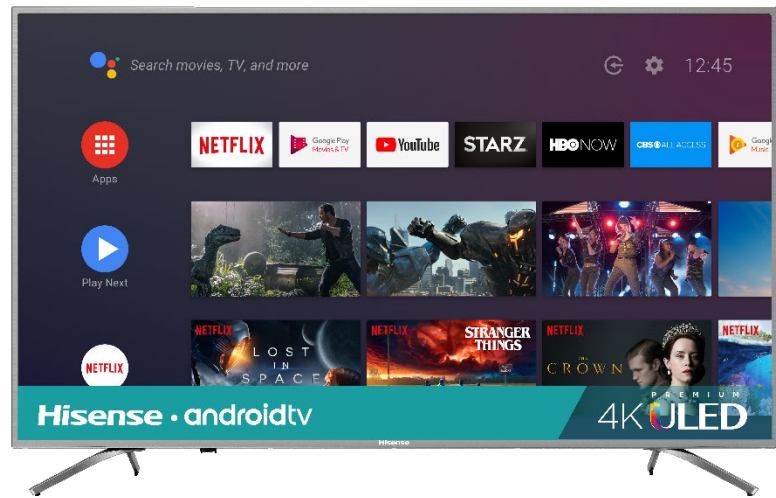 Search movies, TV, and more
12:45
Apps
NETFLIX
Google Play
Movies & TV
YouTube
STARZ
HBO NOW
CBS ALL ACCESS
Google
Music
Play Next
NETFLIX
NETFLIX
LOST
IN
SPACE
NETFLIX
STRANGER
THINGS
NETFLIX
THE
CROWN
NETFLIX
Hisense • androidtv
PREMIUM
4K ULED
Hisense